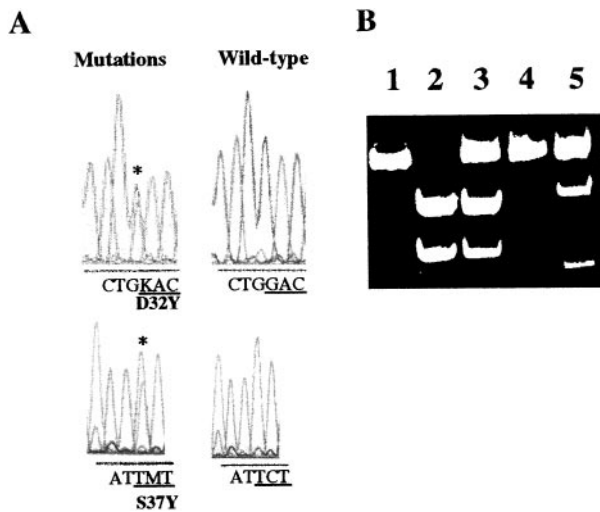 A
Mutations Wild-type
*
CTGKAC CTGGAC
D32Y
*
ATTMT ATTCT
S37Y
B
1 2 3 4 5